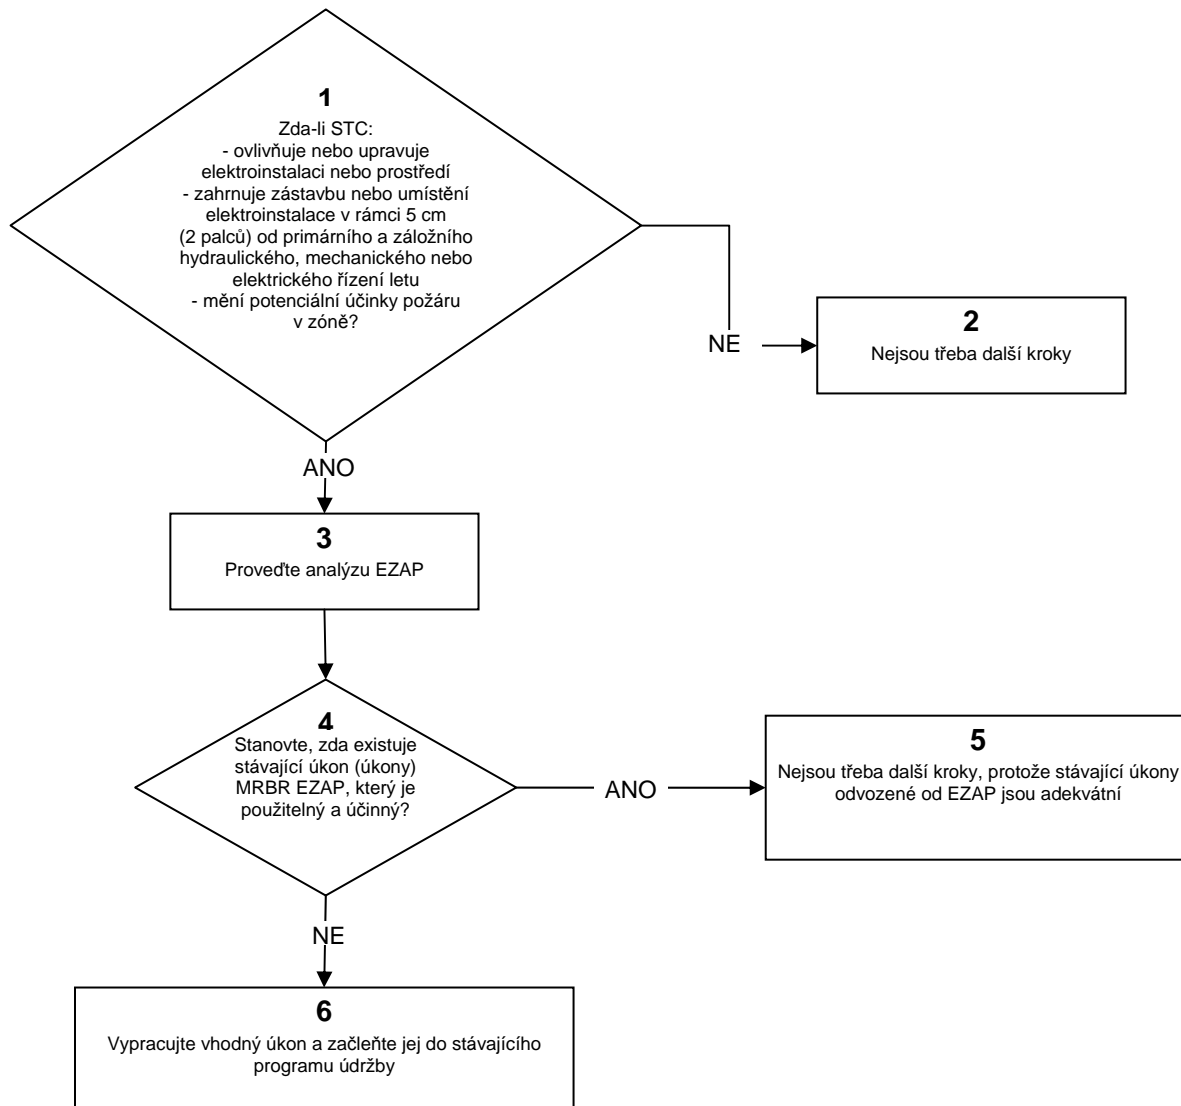 1
Zda-li STC:
- ovlivňuje nebo upravuje
elektroinstalaci nebo prostředí
- zahrnuje zástavbu nebo umístění
elektroinstalace v rámci 5 cm
(2 palců) od primárního a záložního
hydraulického, mechanického nebo
elektrického řízení letu
- mění potenciální účinky požáru
v zóně?
NE
2
Nejsou třeba další kroky
ANO
3
Proveďte analýzu EZAP
4
Stanovte, zda existuje
stávající úkon (úkony)
MRBR EZAP, který je
použitelný a účinný?
ANO
5
Nejsou třeba další kroky, protože stávající úkony
odvozené od EZAP jsou adekvátní
NE
6
Vypracujte vhodný úkon a začleňte jej do stávajícího
programu údržby